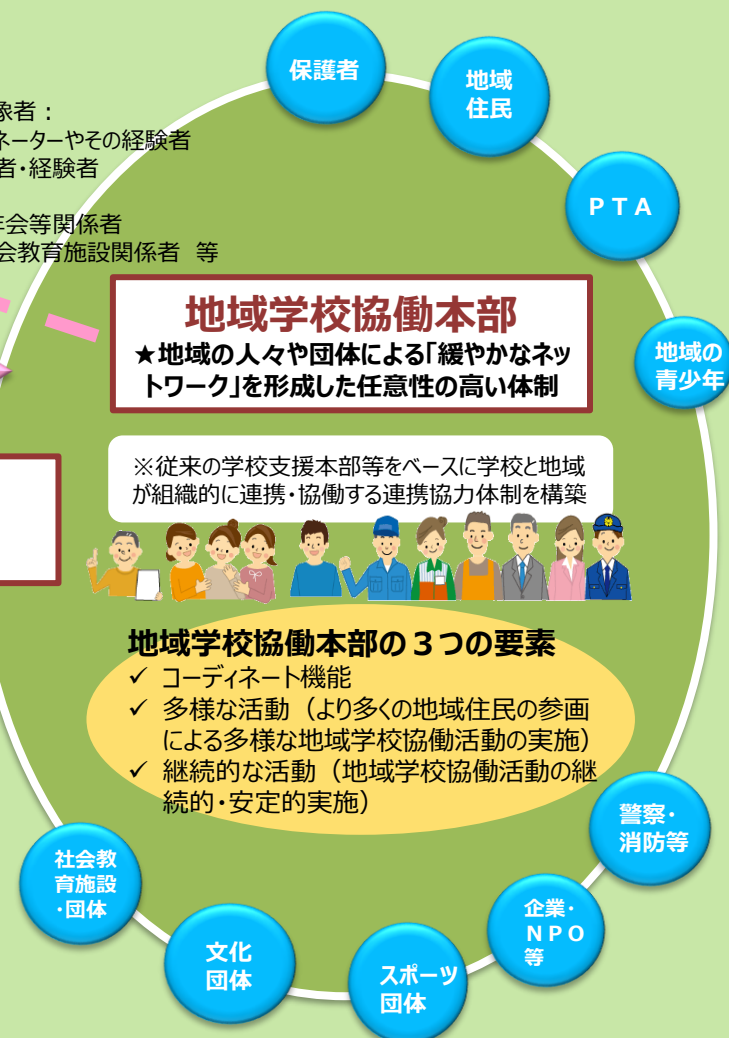 保護者
地域
住民
象者：
ネーターやその経験者
者・経験者
年会等関係者
会教育施設関係者 等
ＰＴＡ
地域学校協働本部
★地域の人々や団体による「緩やかなネッ
トワーク」を形成した任意性の高い体制
地域の
青少年
※従来の学校支援本部等をベースに学校と地域
が組織的に連携・協働する連携協力体制を構築
地域学校協働本部の３つの要素
✓ コーディネート機能
✓ 多様な活動（より多くの地域住民の参画
による多様な地域学校協働活動の実施）
✓ 継続的な活動（地域学校協働活動の継
続的・安定的実施）
警察・
消防等
社会教
育施設
・団体
企業・
ＮＰＯ
等
文化
団体
スポーツ
団体